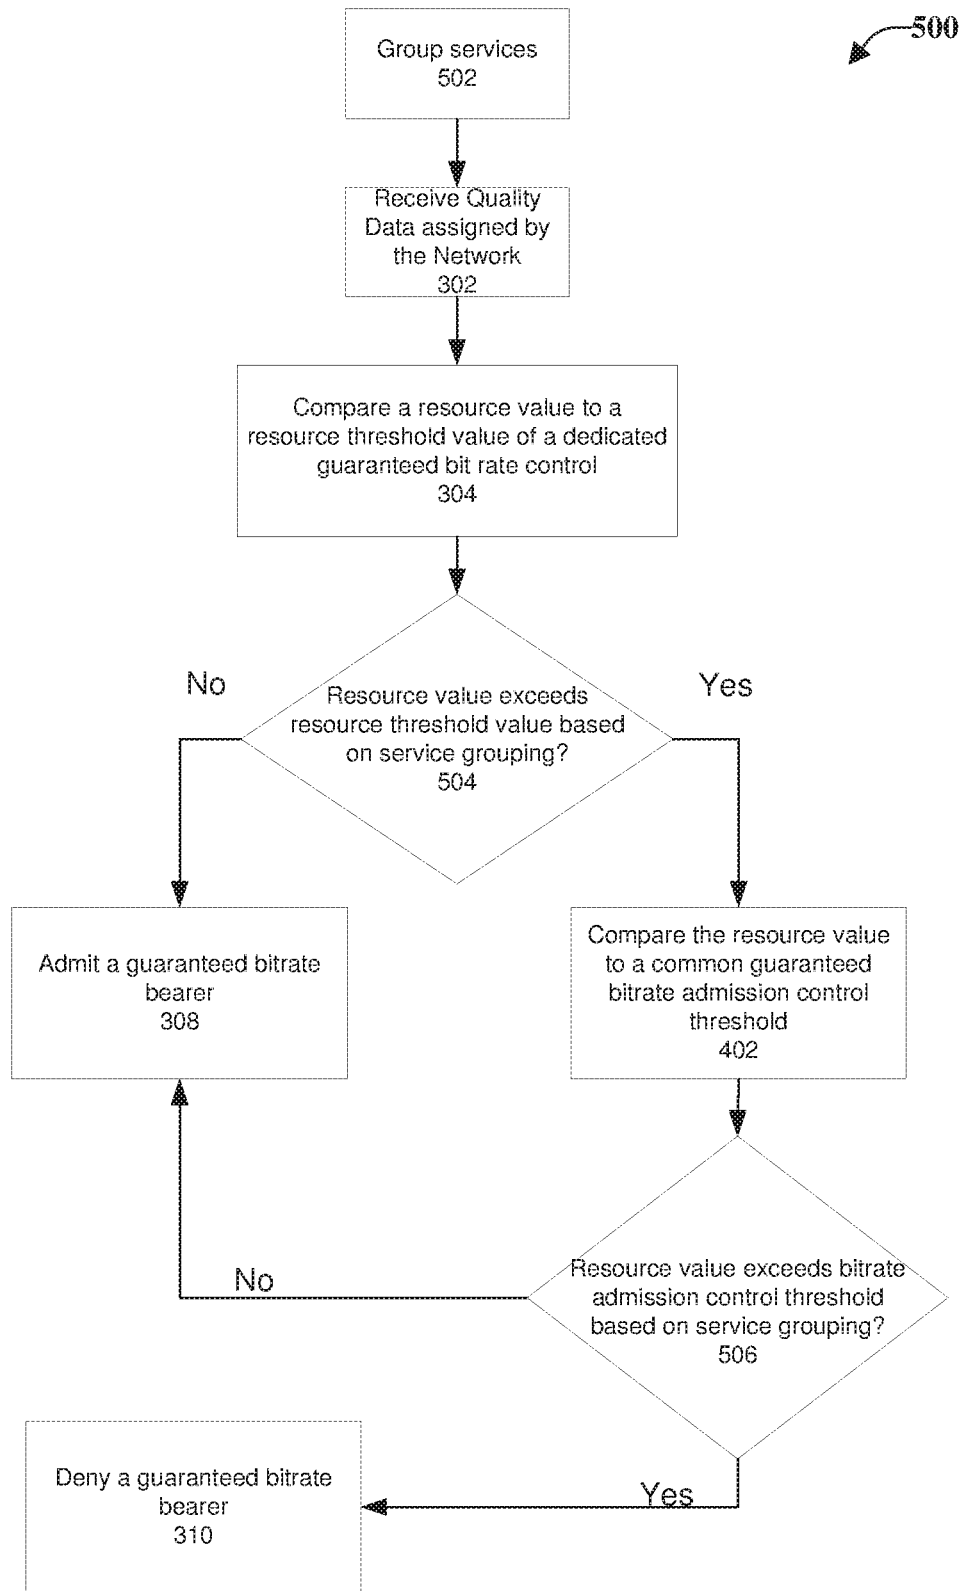 500
Group services
502
Receive Quality
Data assigned by
the Network
302
Compare a resource value to a
resource threshold value of a dedicated
guaranteed bit rate control
304
No
Yes
Resource value exceeds
resource threshold value based
on service grouping?
504
Admit a guaranteed bitrate
bearer
308
Compare the resource value
to a common guaranteed
bitrate admission control
threshold
402
No
Resource value exceeds bitrate
admission control threshold
based on service grouping?
506
Deny a guaranteed bitrate
bearer
310
Yes